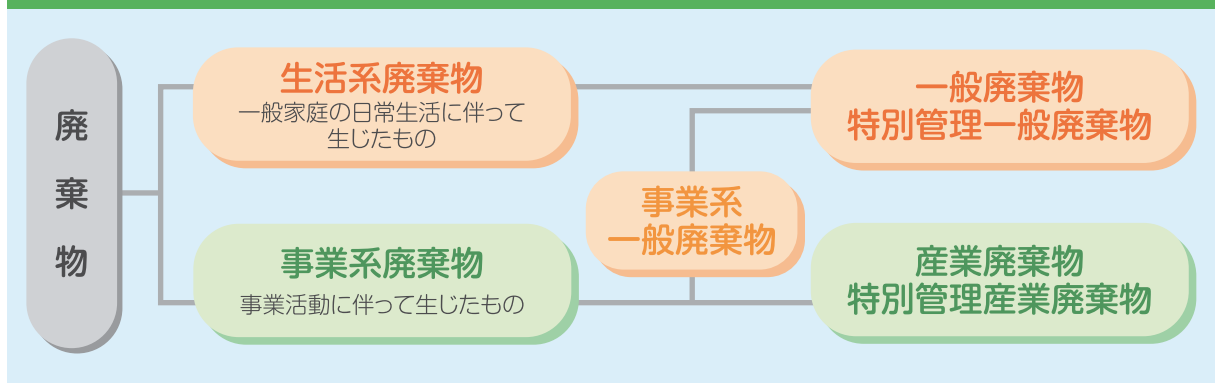 廃棄物
生活系廃棄物
一般家庭の日常生活に伴って
生じたもの
事業系廃棄物
事業活動に伴って生じたもの
事業系
一般廃棄物
一般廃棄物
特別管理一般廃棄物
産業廃棄物
特別管理産業廃棄物